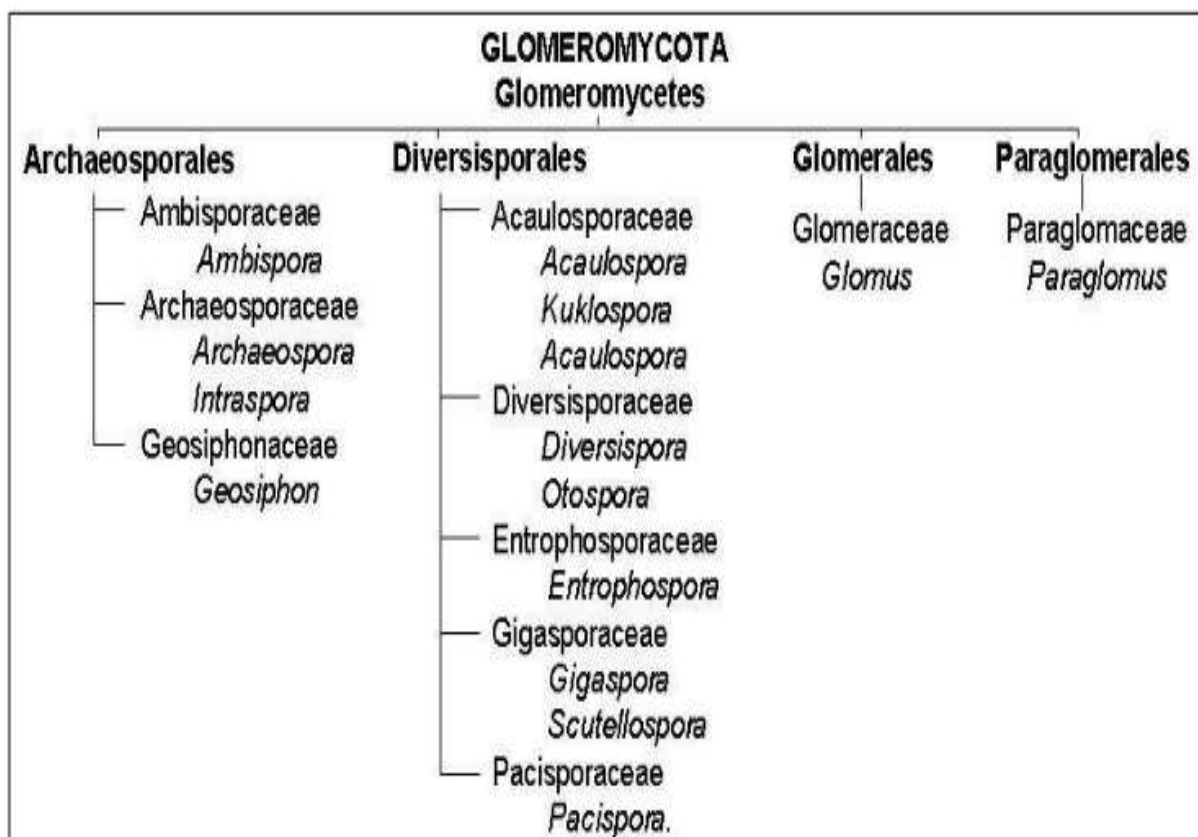 GLOMEROMYCOTA
Glomeromycetes
Archaeosporales
Ambisporaceae
Ambispora
Archaeosporaceae
Archaeospora
Intraspora
Geosiphonaceae
Geosiphon
Diversisporales
Acaulosporaceae
Acaulospora
Kuklospora
Acaulospora
Diversisporaceae
Diversispora
Otospora
Entrophosporaceae
Entrophospora
Gigasporaceae
Gigaspora
Scutellospora
Pacisporaceae
Pacispora.
Glomerales
Glomeraceae
Glomus
Paraglomerales
Paraglomaceae
Paraglomus